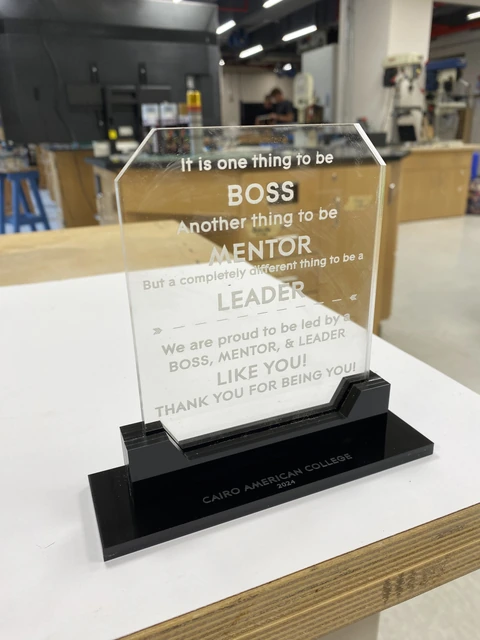 It is one thing to be
BOSS
Another thing to be
MENTOR
But a completely different thing to be a
LEADER
We are proud to be led by a
BOSS, MENTOR, & LEADER
LIKE YOU!
THANK YOU FOR BEING YOU!
CAIRO AMERICAN COLLEGE
2024